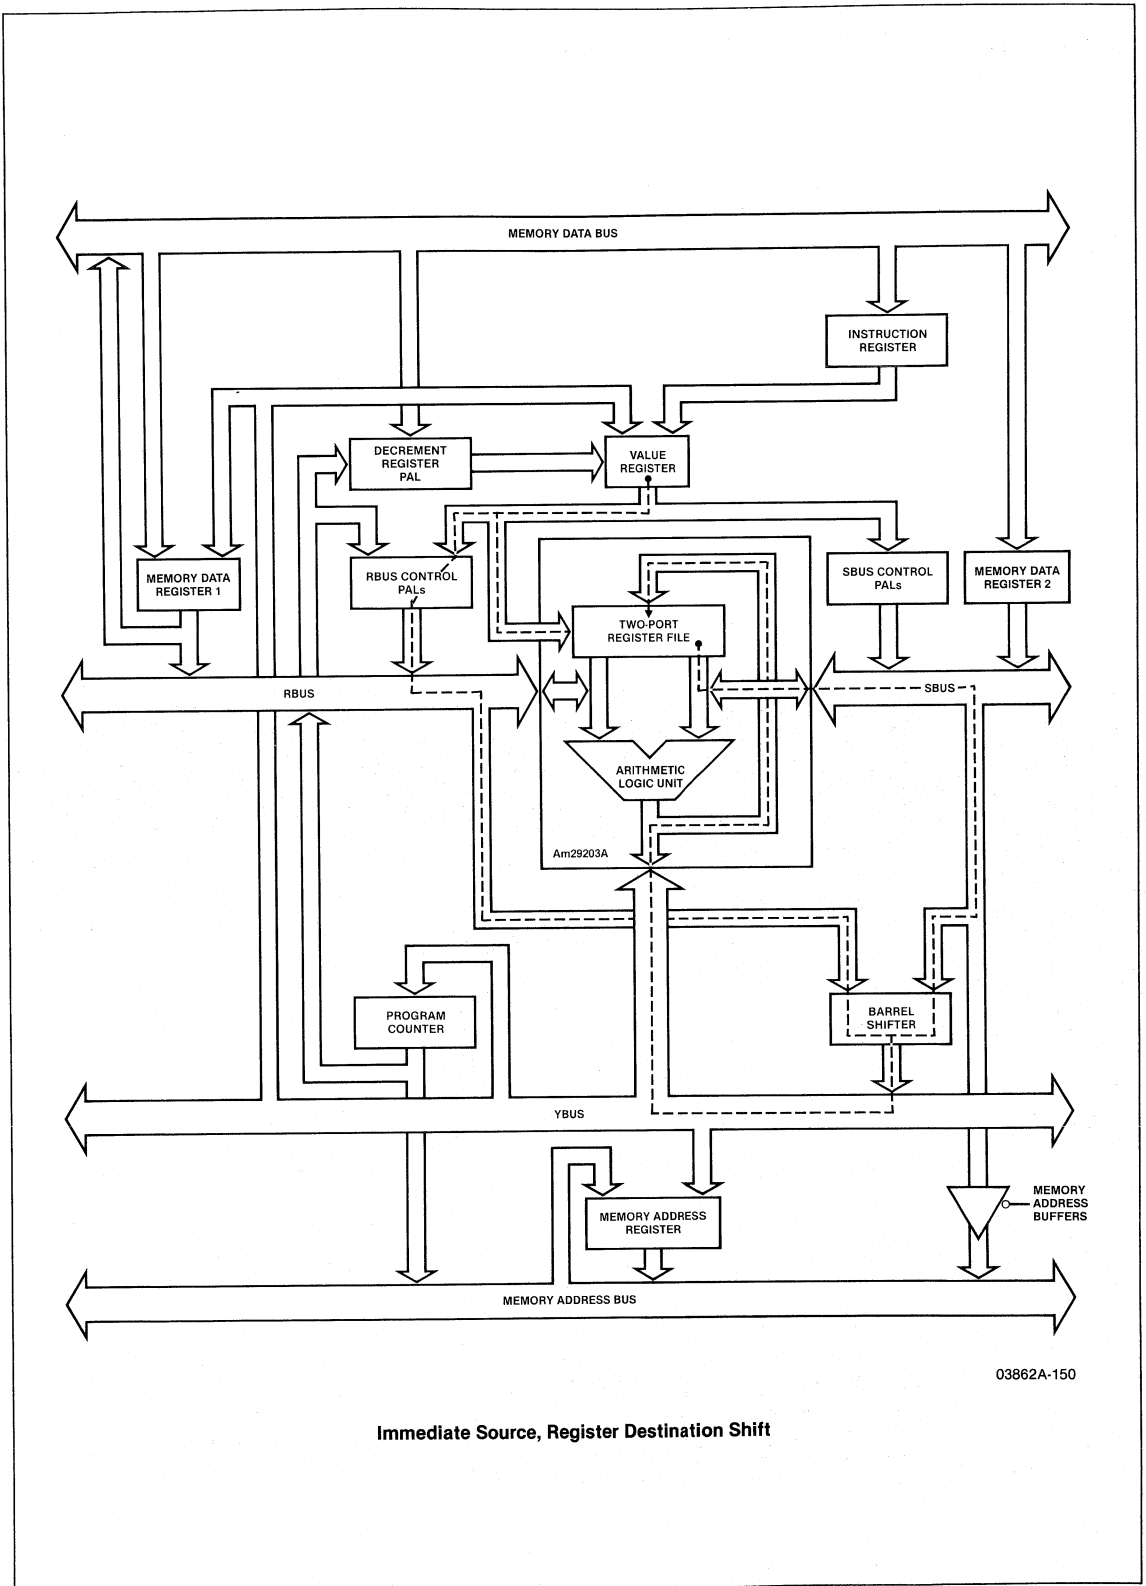 MEMORY DATA BUS
INSTRUCTION
REGISTER
DECREMENT
REGISTER
PAL
VALUE
REGISTER
MEMORY DATA
REGISTER 1
RBUS CONTROL
PALs
SBUS CONTROL
PALs
MEMORY DATA
REGISTER 2
TWO-PORT
REGISTER FILE
RBUS
SBUS
ARITHMETIC
LOGIC UNIT
Am29203A
PROGRAM
COUNTER
BARREL
SHIFTER
YBUS
MEMORY ADDRESS
REGISTER
MEMORY
ADDRESS
BUFFERS
MEMORY ADDRESS BUS
03862A-150
Immediate Source, Register Destination Shift